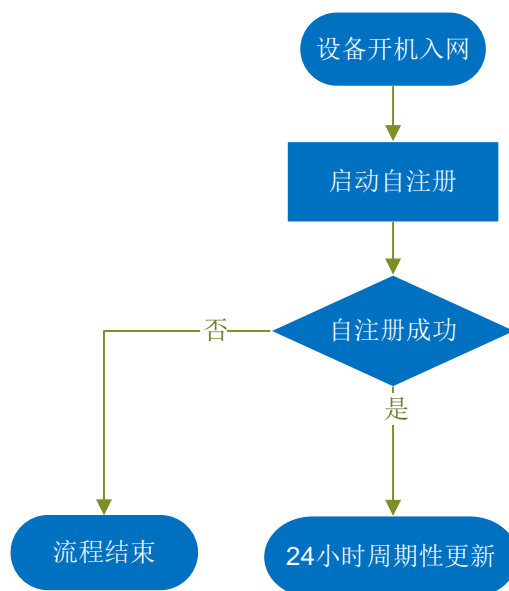 设备开机入网
启动自注册
自注册成功
否
是
流程结束
24小时周期性更新